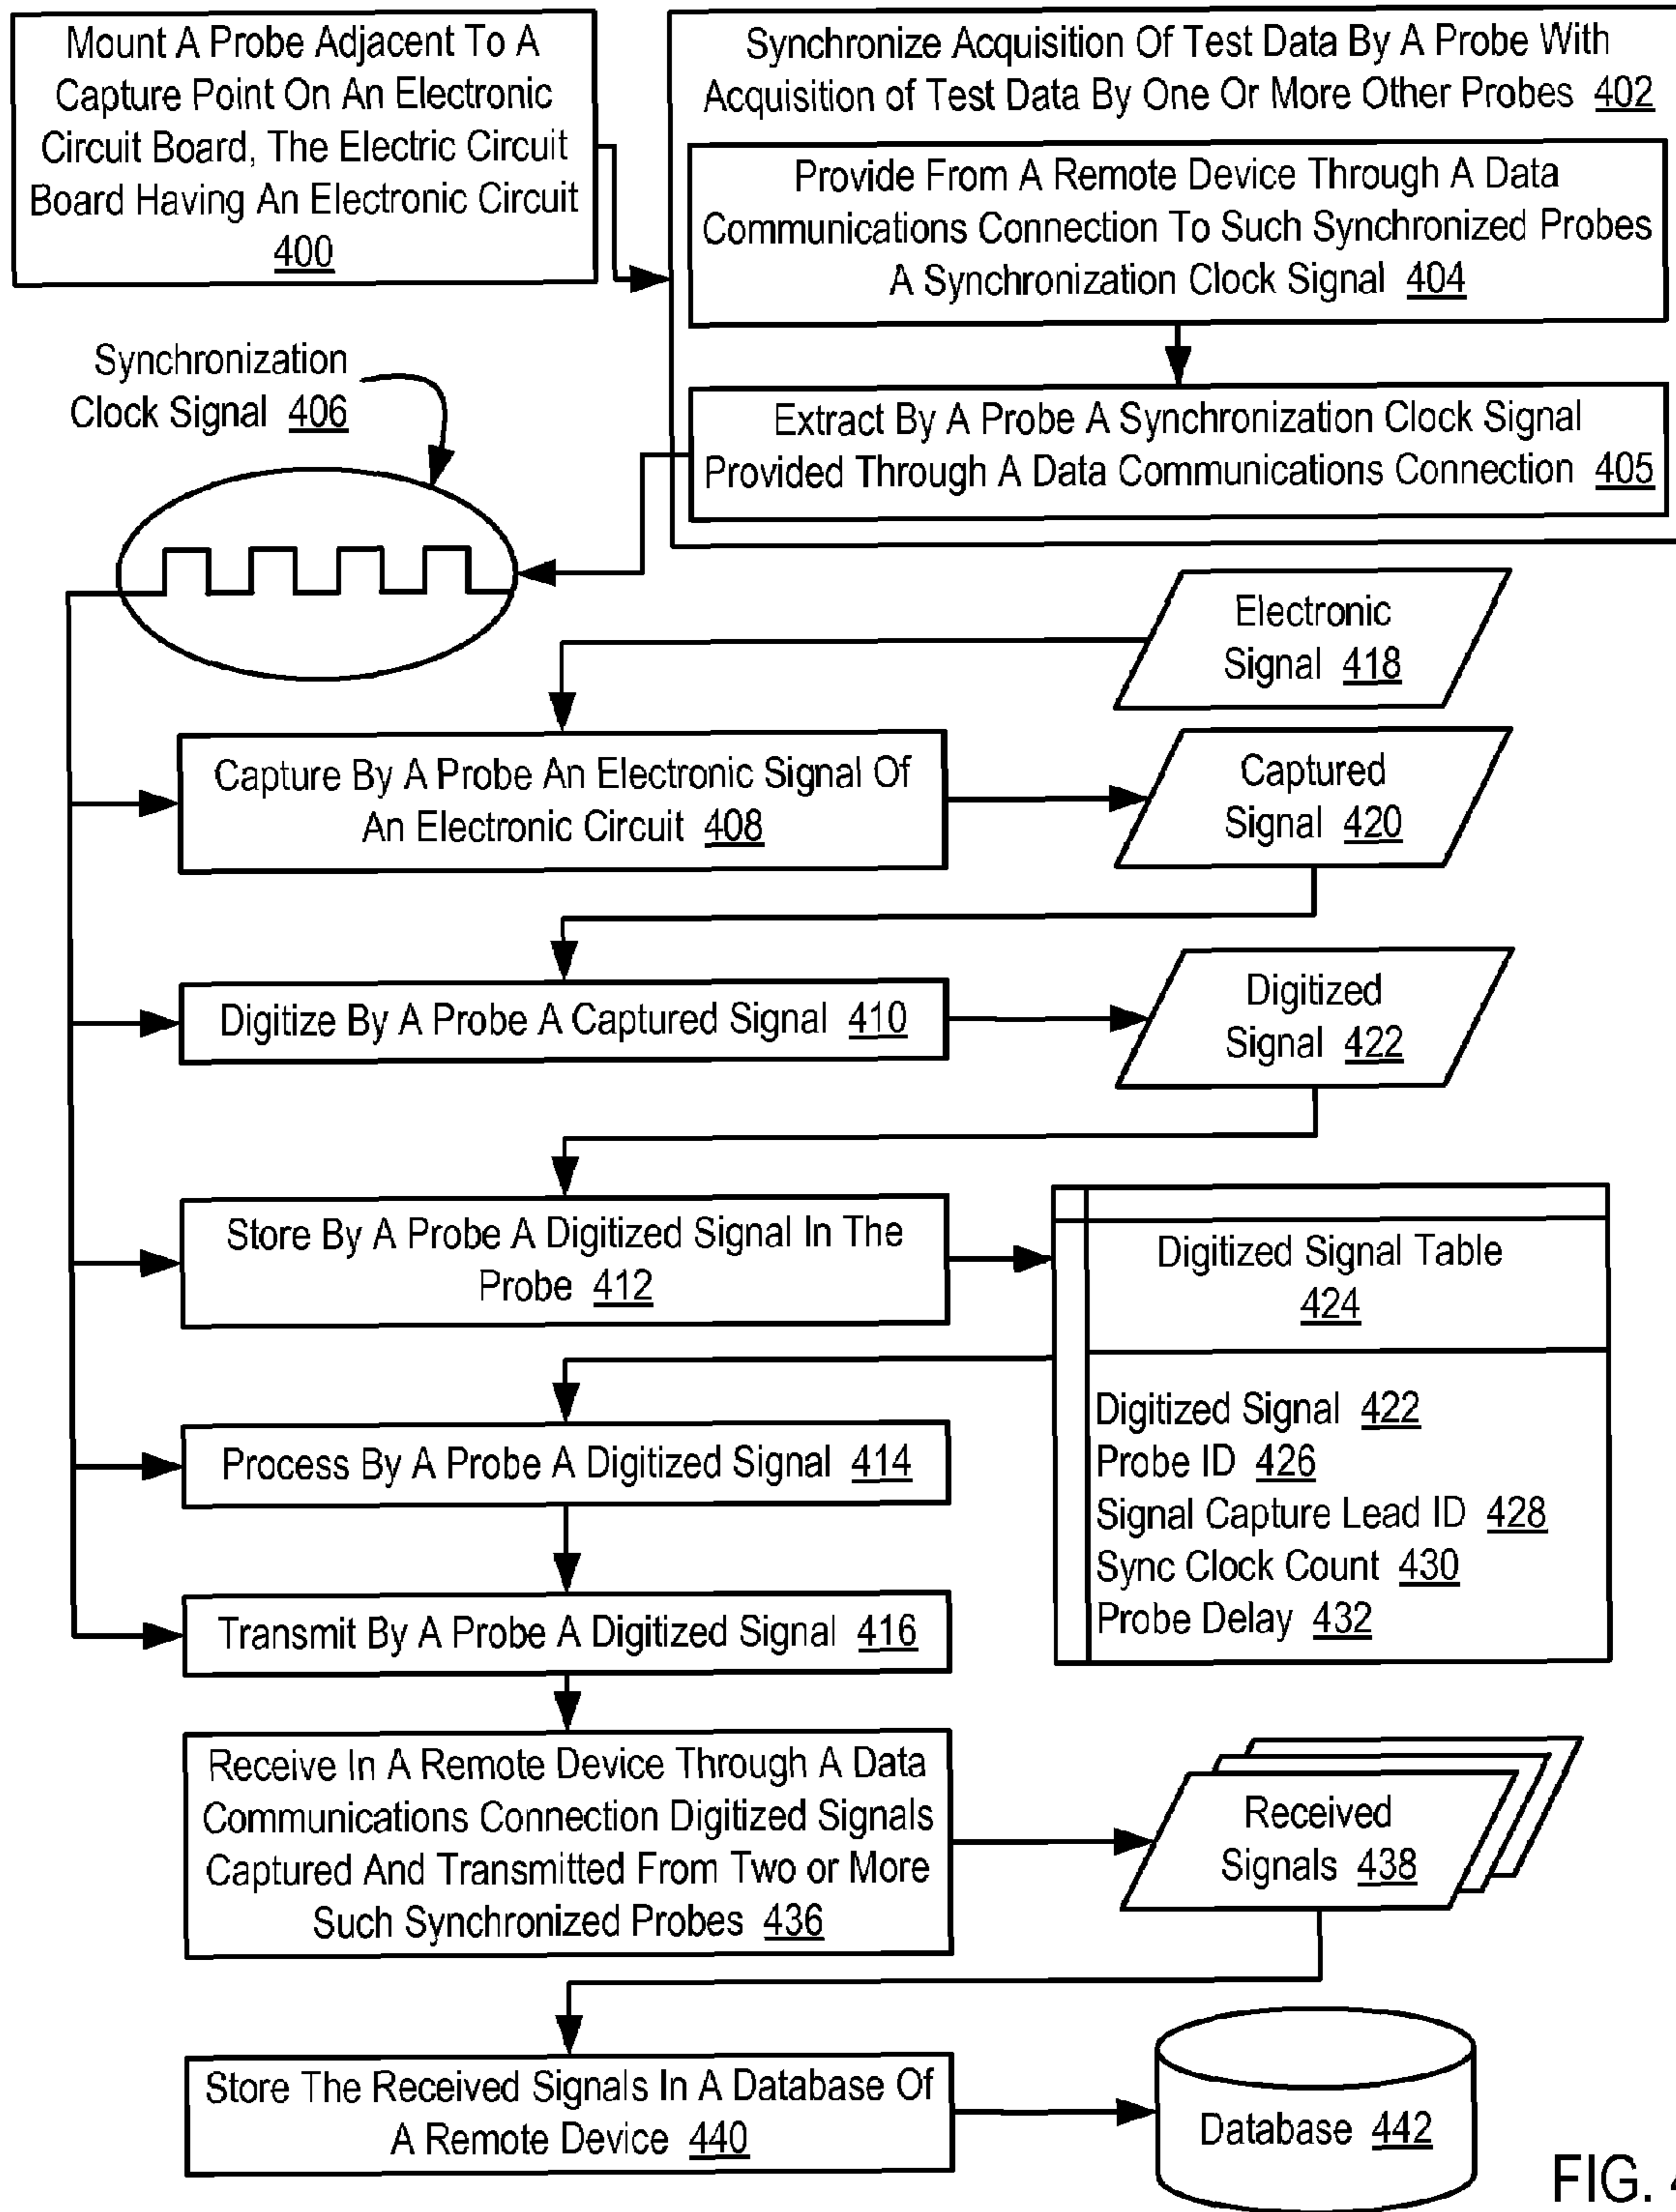 Mount A Probe Adjacent To A
Capture Point On An Electronic
Circuit Board, The Electric Circuit
Board Having An Electronic Circuit
400
Synchronize Acquisition Of Test Data By A Probe With
Acquisition of Test Data By One Or More Other Probes 402
Provide From A Remote Device Through A Data
Communications Connection To Such Synchronized Probes
A Synchronization Clock Signal 404
Synchronization
Clock Signal 406
Extract By A Probe A Synchronization Clock Signal
Provided Through A Data Communications Connection 405
Electronic
Signal 418
Capture By A Probe An Electronic Signal Of
An Electronic Circuit 408
Captured
Signal 420
Digitize By A Probe A Captured Signal 410
Digitized
Signal 422
Store By A Probe A Digitized Signal In The
Probe 412
Digitized Signal Table
424
Digitized Signal 422
Probe ID 426
Signal Capture Lead ID 428
Sync Clock Count 430
Probe Delay 432
Process By A Probe A Digitized Signal 414
Transmit By A Probe A Digitized Signal 416
Receive In A Remote Device Through A Data
Communications Connection Digitized Signals
Captured And Transmitted From Two or More
Such Synchronized Probes 436
Received
Signals 438
Store The Received Signals In A Database Of
A Remote Device 440
Database 442
FIG. 4